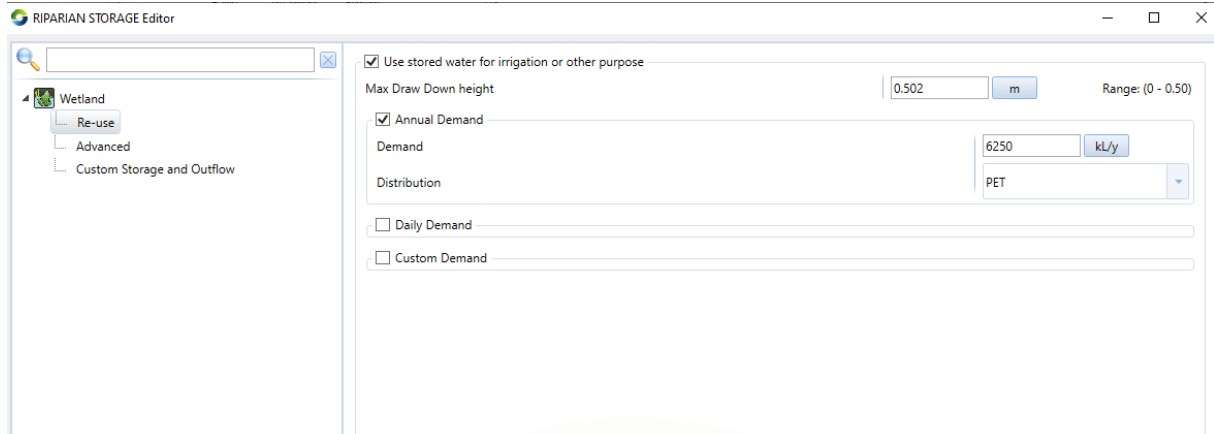 RIPARIAN STORAGE Editor
Use stored water for irrigation or other purpose
Max Draw Down height 0.502 m Range: (0 - 0.50)
Wetland
Re-use
Advanced
Custom Storage and Outflow
Annual Demand
Demand 6250 kL/y
Distribution PET
Daily Demand
Custom Demand